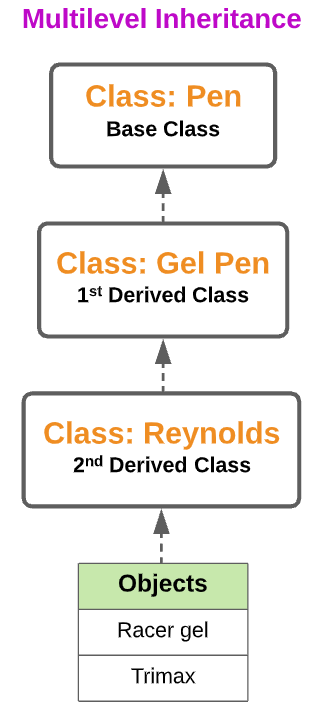 Multilevel Inheritance
Class: Pen
Base Class
Class: Gel Pen
1st Derived Class
Class: Reynolds
2nd Derived Class
Objects
Racer gel
Trimax